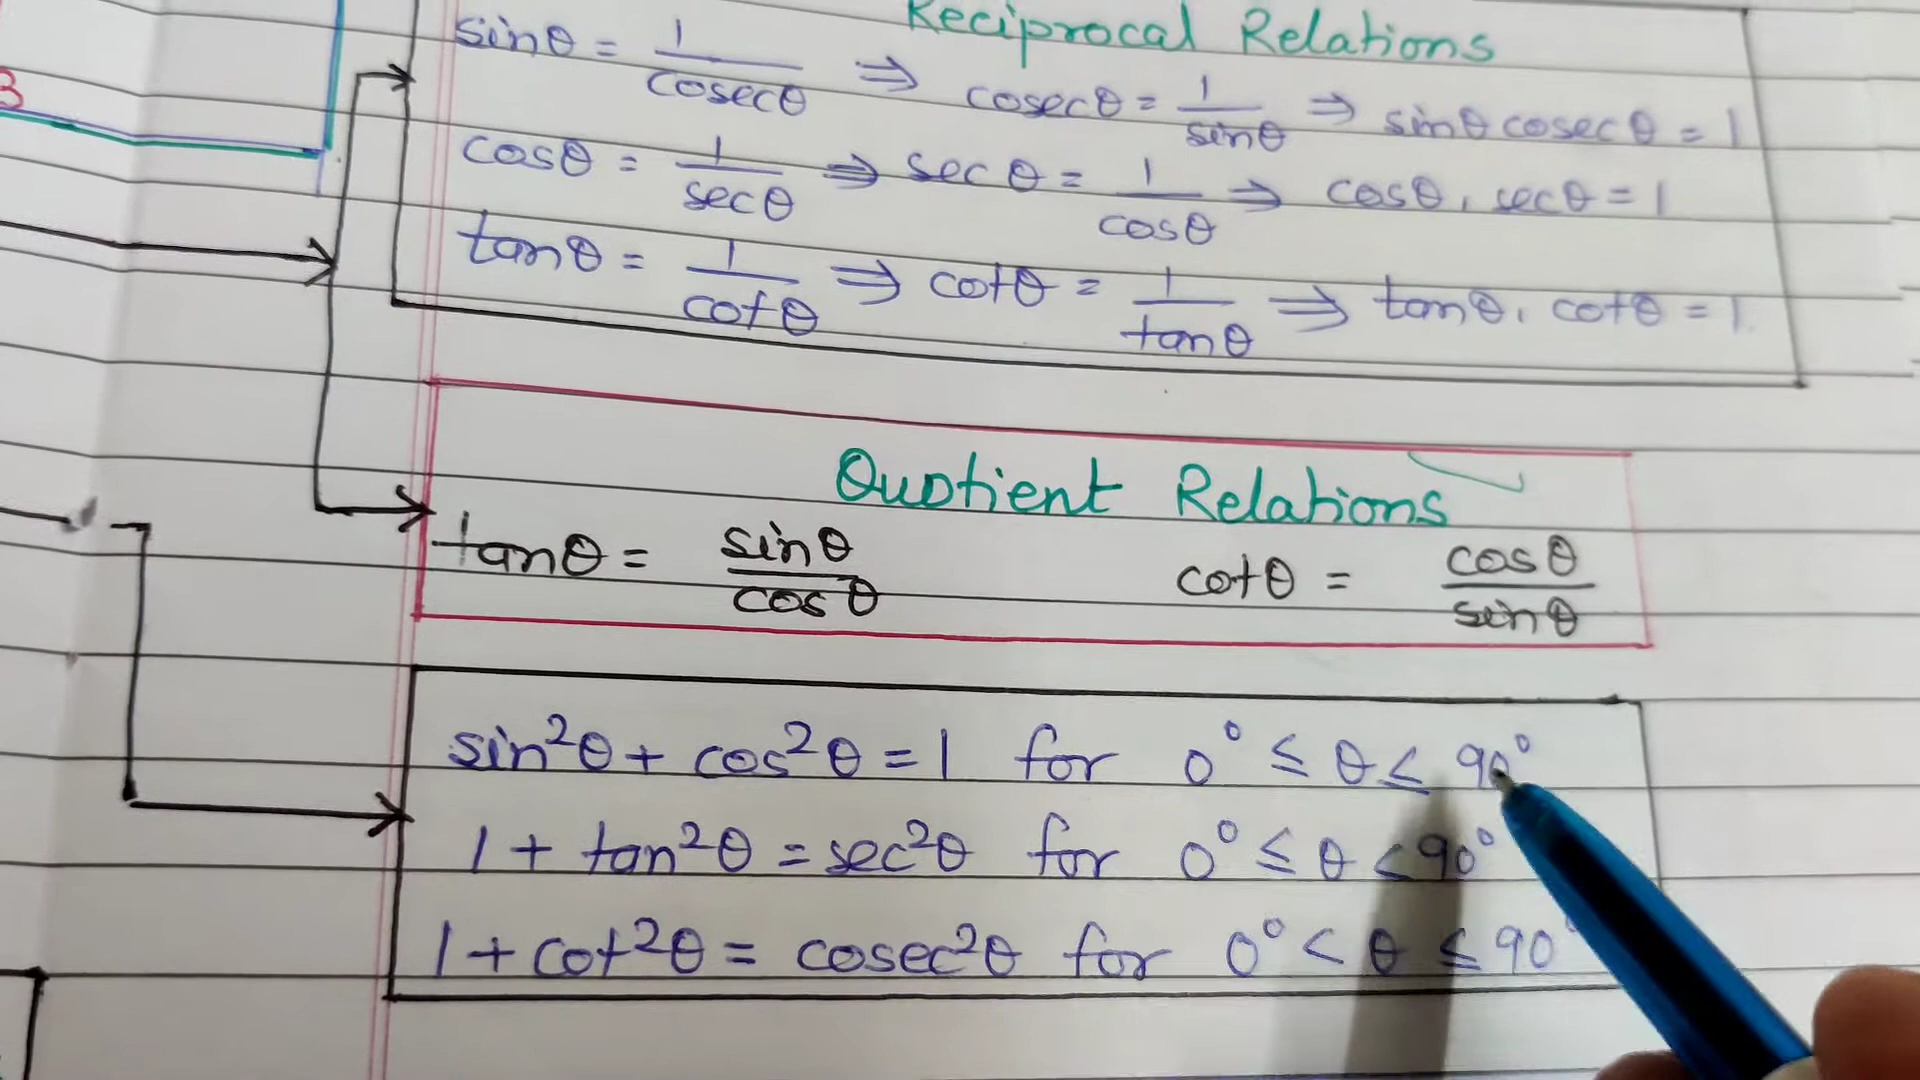 Reciprocal Relations
sinθ = 1/cosecθ ⇒ cosecθ = 1/sinθ ⇒ sinθ cosecθ = 1
cosθ = 1/secθ ⇒ secθ = 1/cosθ ⇒ cosθ. secθ = 1
tanθ = 1/cotθ ⇒ cotθ = 1/tanθ ⇒ tanθ. cotθ = 1
Quotient Relations
tanθ = sinθ/cosθ cotθ = cosθ/sinθ
sin²θ + cos²θ = 1 for 0° ≤ θ ≤ 90°
1 + tan²θ = sec²θ for 0° ≤ θ < 90°
1 + cot²θ = cosec²θ for 0° < θ ≤ 90°